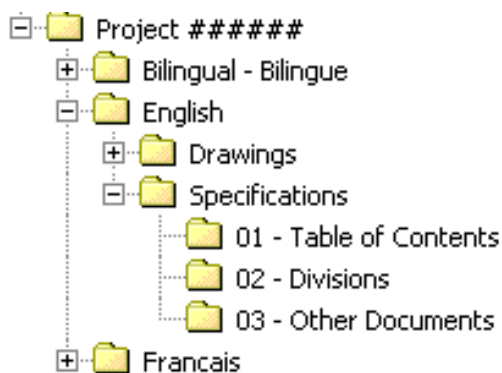 Project ######
Bilingual - Bilingue
English
Drawings
Specifications
01 - Table of Contents
02 - Divisions
03 - Other Documents
Francais